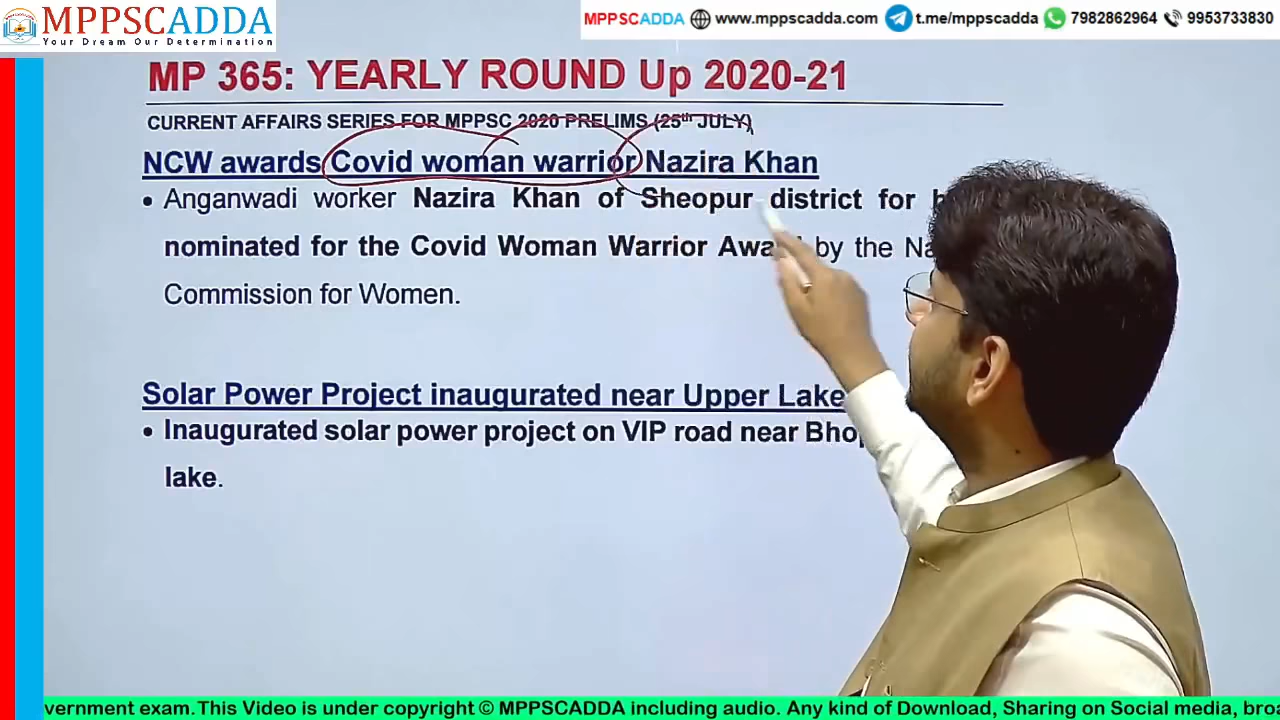 MPPSCADDA
Your Dream Our Determination
MPPSCADDA www.mppscadda.com t.me/mppscadda 7982862964 9953733830
MP 365: YEARLY ROUND Up 2020-21
CURRENT AFFAIRS SERIES FOR MPPSC 2020 PRELIMS (25th JULY)
NCW awards Covid woman warrior Nazira Khan
• Anganwadi worker Nazira Khan of Sheopur district for
nominated for the Covid Woman Warrior by the
Commission for Women.
Solar Power Project inaugurated near Upper Lake
• Inaugurated solar power project on VIP road near
lake.
vernment exam.This Video is under copyright © MPPSCADDA including audio. Any kind of Download, Sharing on Social media,